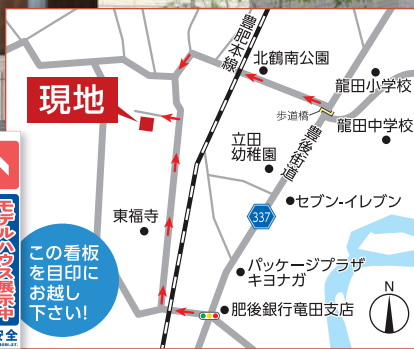 豊肥本線
北鶴南公園
龍田小学校
現地
歩道橋
龍田中学校
立田
幼稚園
豊後街道
セブン-イレブン
337
東福寺
モデルハウス展示中
この看板
を目印に
お越し
下さい!
パッケージプラザ
キヨナガ
肥後銀行竜田支店
N
安全